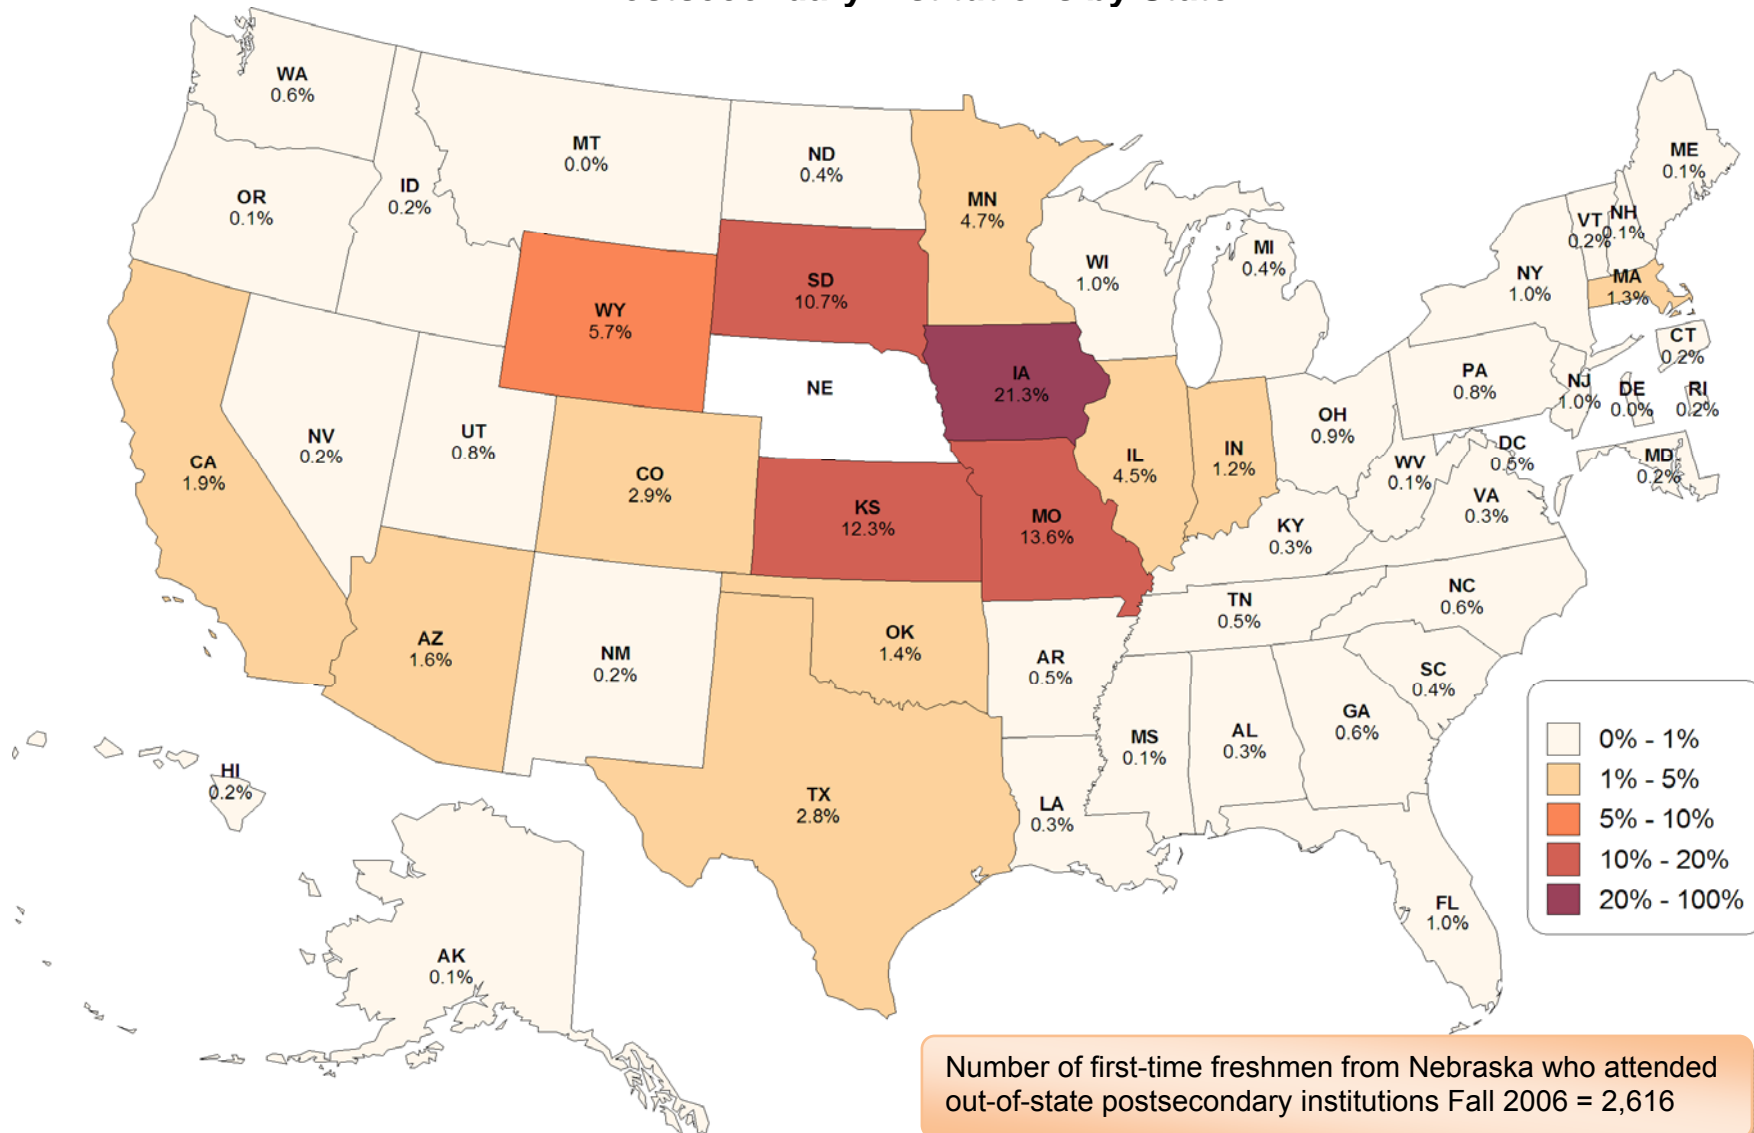 by State
WA
0.6%
OR
0.1%
ID
0.2%
MT
0.0%
ND
0.4%
MN
4.7%
WI
1.0%
MI
0.4%
ME
0.1%
VT
0.2%
NH
0.1%
NY
1.0%
MA
1.3%
CT
0.2%
RI
0.2%
WY
5.7%
SD
10.7%
NE
IA
21.3%
PA
0.8%
NJ
1.0%
DE
0.0%
OH
0.9%
IN
1.2%
IL
4.5%
CA
1.9%
NV
0.2%
UT
0.8%
CO
2.9%
KS
12.3%
MO
13.6%
KY
0.3%
WV
0.1%
DC
0.5%
MD
0.2%
VA
0.3%
NC
0.6%
TN
0.5%
SC
0.4%
AZ
1.6%
NM
0.2%
OK
1.4%
AR
0.5%
MS
0.1%
AL
0.3%
GA
0.6%
TX
2.8%
LA
0.3%
FL
1.0%
HI
0.2%
AK
0.1%
0% - 1%
1% - 5%
5% - 10%
10% - 20%
20% - 100%
Number of first-time freshmen from Nebraska who attended
out-of-state postsecondary institutions Fall 2006 = 2,616